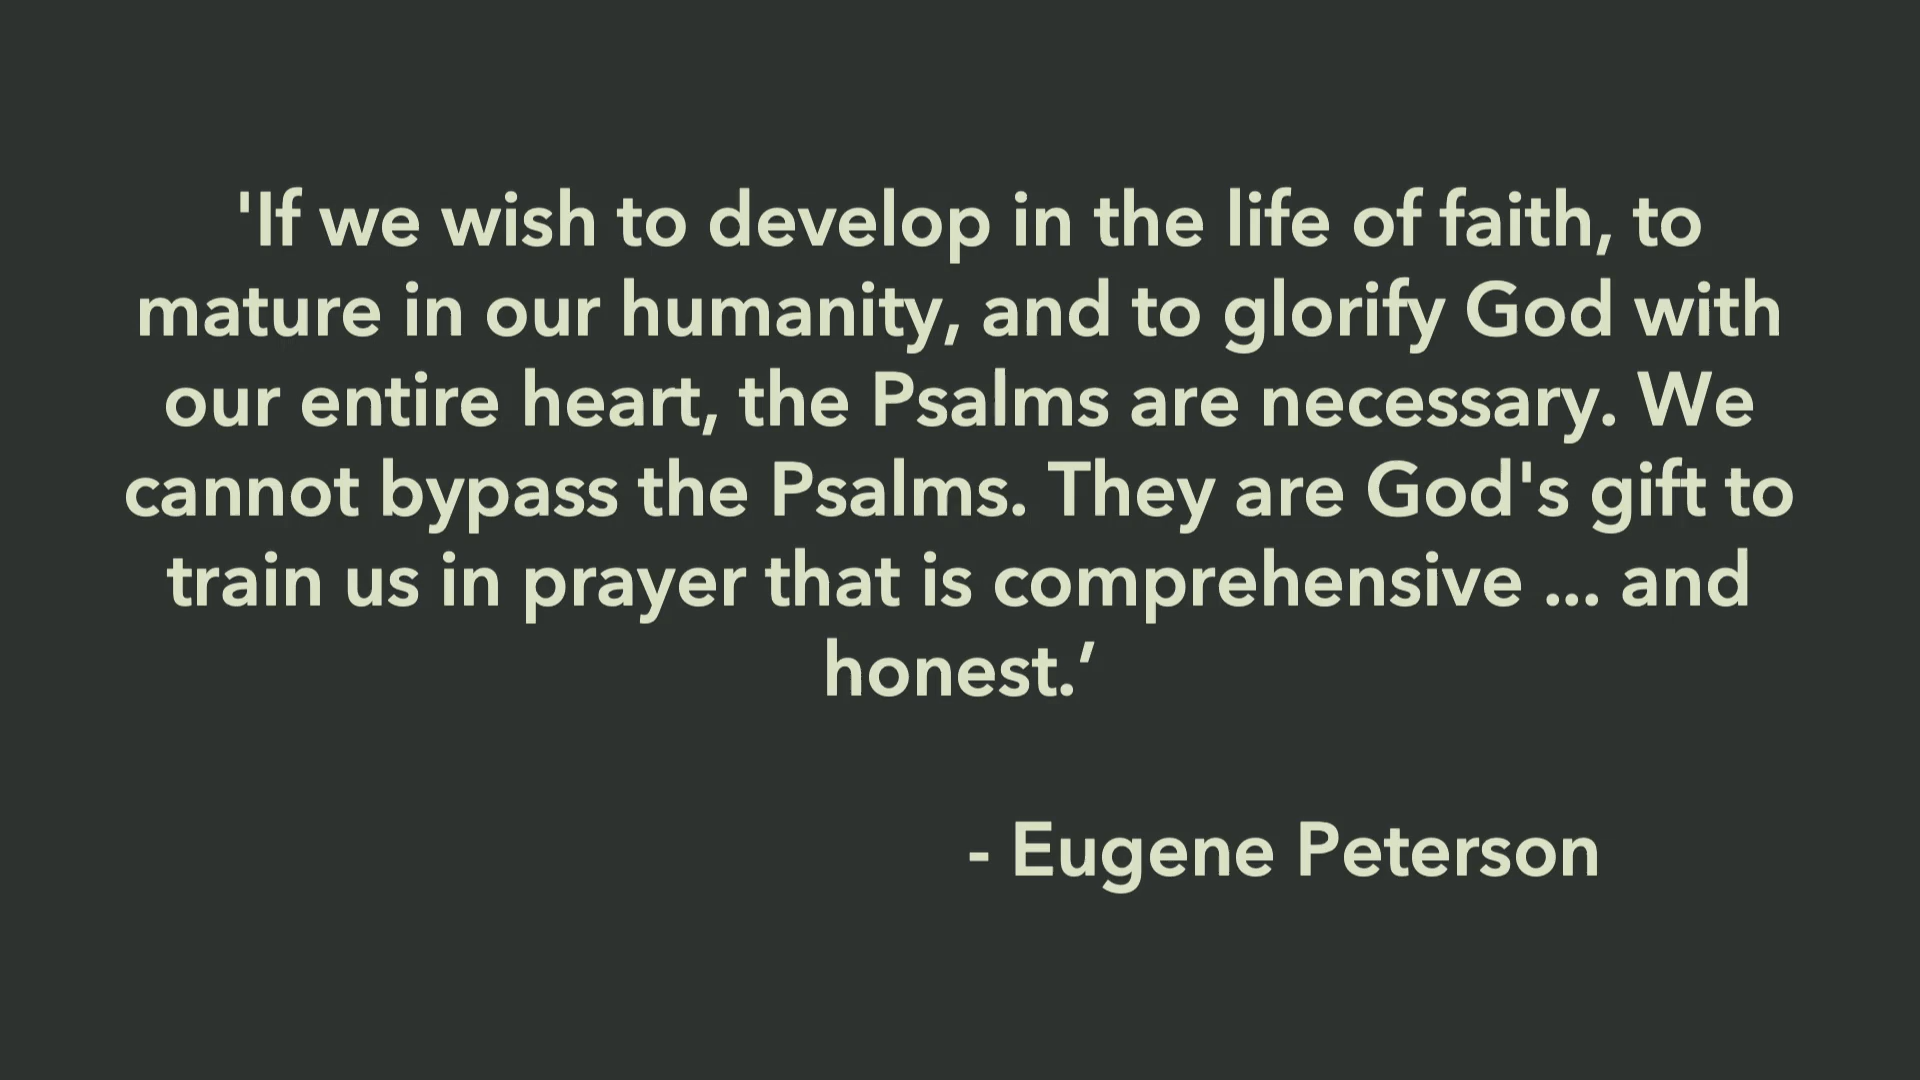 'If we wish to develop in the life of faith, to
mature in our humanity, and to glorify God with
our entire heart, the Psalms are necessary. We
cannot bypass the Psalms. They are God's gift to
train us in prayer that is comprehensive ... and
honest.’
- Eugene Peterson